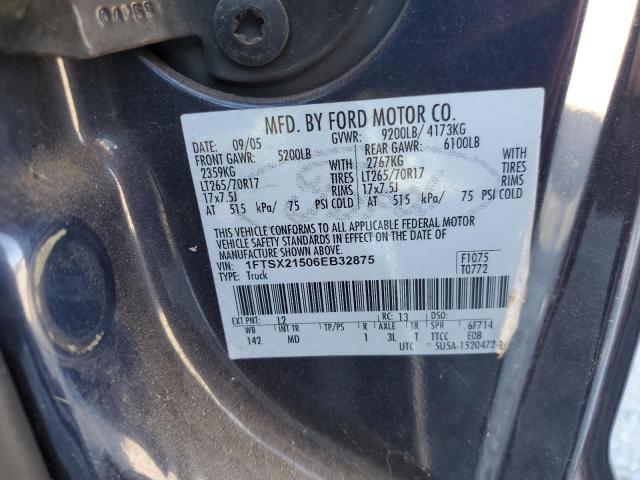 MFD. BY FORD MOTOR CO.
DATE: 09/05 GVWR: 9200LB/ 4173KG
FRONT GAWR: 5200LB REAR GAWR: 6100LB
2359KG WITH 2767KG WITH
LT265/70R17 TIRES LT265/70R17 TIRES
17x7.5J RIMS 17x7.5J RIMS
AT 515 kPa/ 75 PSI COLD AT 515 kPa/ 75 PSI COLD
THIS VEHICLE CONFORMS TO ALL APPLICABLE FEDERAL MOTOR
VEHICLE SAFETY STANDARDS IN EFFECT ON THE DATE OF
MANUFACTURE SHOWN ABOVE.
VIN: 1FTSX21506EB32875 F1075
TYPE: Truck T0772
EXT PNT: L2 RC: 13 DSO:
WB INT TR TP/PS R AXLE TR SPR 6F714
142 MD 1 3L T TTCC E0B
UTC 5U5A-1520472-B